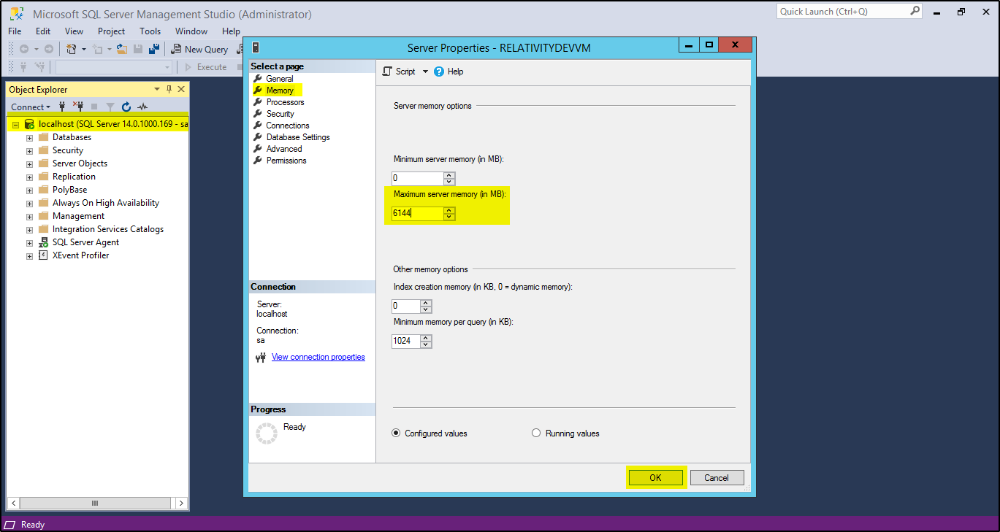 Microsoft SQL Server Management Studio (Administrator)
Quick Launch (Ctrl+Q)
File Edit View Project Tools Window Help
New Query
Execute
Object Explorer
Connect
localhost (SQL Server 14.0.1000.169 - sa
Databases
Security
Server Objects
Replication
PolyBase
Always On High Availability
Management
Integration Services Catalogs
SQL Server Agent
XEvent Profiler
Server Properties - RELATIVITYDEVVM
Select a page
General
Memory
Processors
Security
Connections
Database Settings
Advanced
Permissions
Connection
Server:
localhost
Connection:
sa
View connection properties
Progress
Ready
Script Help
Server memory options
Minimum server memory (in MB):
0
Maximum server memory (in MB):
6144
Other memory options
Index creation memory (in KB, 0 = dynamic memory):
0
Minimum memory per query (in KB):
1024
Configured values Running values
OK Cancel
Ready